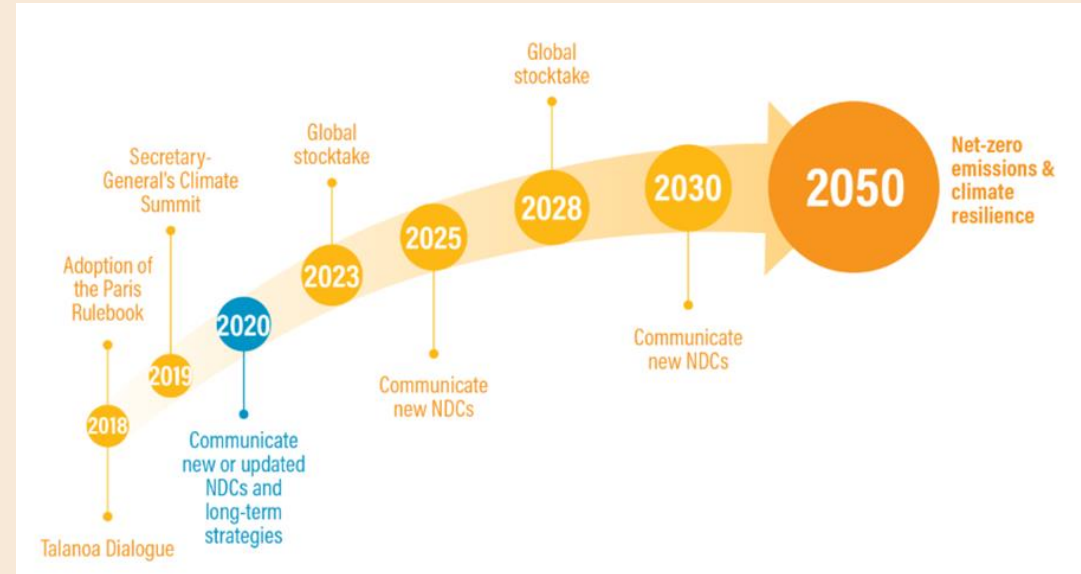 Adoption of
the Paris
Rulebook
2018
Talanoa Dialogue
Secretary-
General's Climate
Summit
2019
2020
Communicate
new or updated
NDCs and
long-term
strategies
Global
stocktake
2023
2025
Communicate
new NDCs
Global
stocktake
2028
2030
Communicate
new NDCs
2050
Net-zero
emissions &
climate
resilience